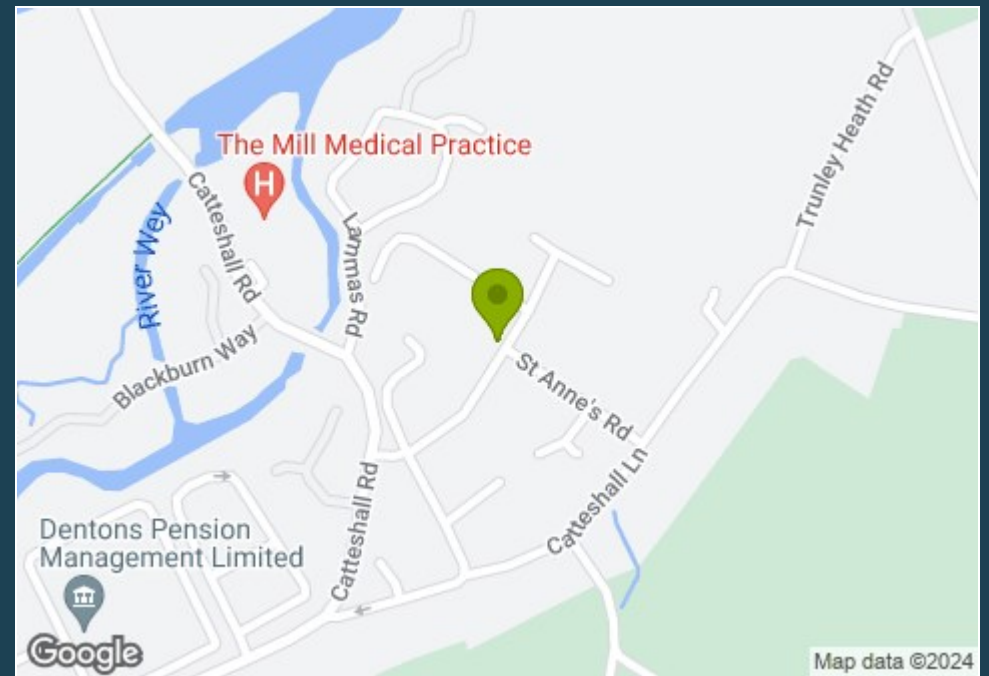 The Mill Medical Practice
H
Trunley Heath Rd
Catteshall Rd
River Wey
Lammas Rd
Blackburn Way
St Anne's Rd
Catteshall Ln
Catteshall Rd
Dentons Pension
Management Limited
Google
Map data ©2024